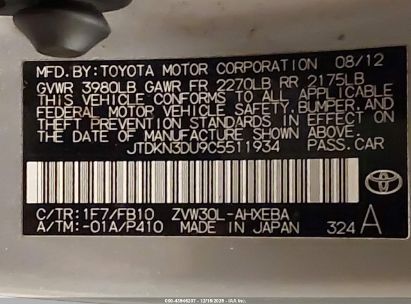 MFD. BY: TOYOTA MOTOR CORPORATION 08/12
GVWR 3980LB GAWR FR 2270LB RR 2175LB
THIS VEHICLE CONFORMS TO ALL APPLICABLE
FEDERAL MOTOR VEHICLE SAFETY, BUMPER, AND
THEFT PREVENTION STANDARDS IN EFFECT ON
THE DATE OF MANUFACTURE SHOWN ABOVE.
JTDKN3DU9C5511934 PASS. CAR
C/TR: 1F7/FB10 ZVW30L-AHXEBA
A/TM: -01A/P410 MADE IN JAPAN 324 A
TOYOTA